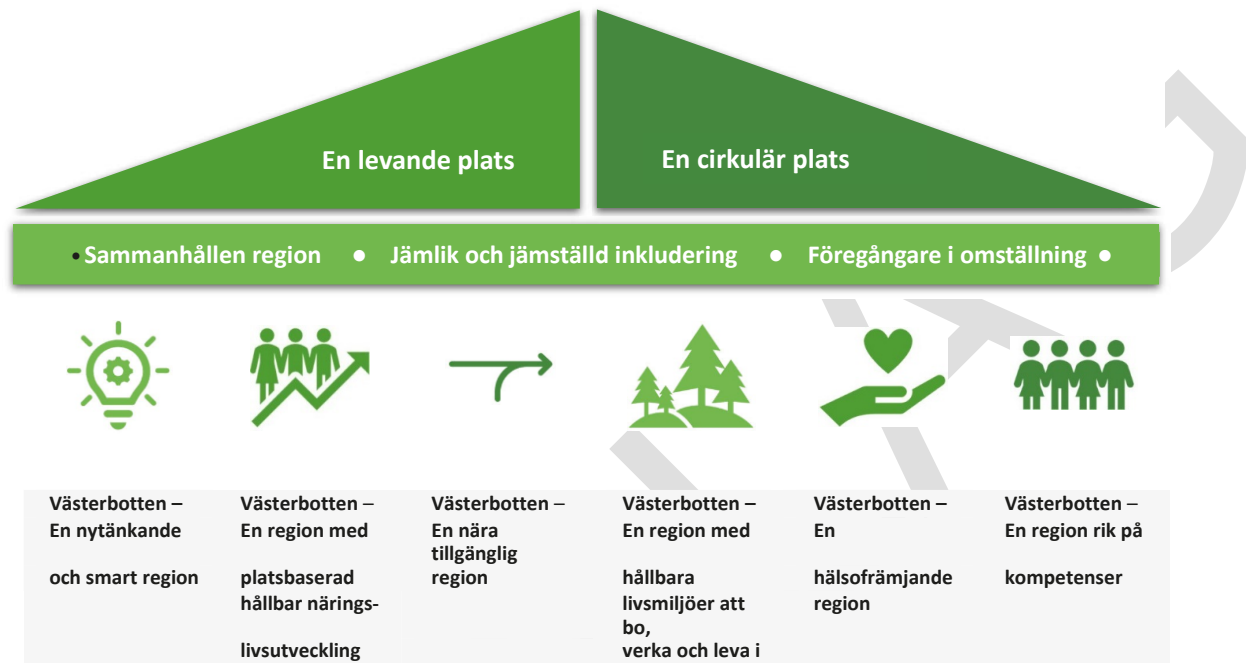 En levande plats
En cirkulär plats
• Sammanhållen region ● Jämlik och jämställd inkludering ● Föregångare i omställning ●
Västerbotten –
En nytänkande
och smart region
Västerbotten –
En region med
platsbaserad
hållbar närings-
livsutveckling
Västerbotten –
En nära
tillgänglig
region
Västerbotten –
En region med
hållbara
livsmiljöer att
bo,
verka och leva i
Västerbotten –
En
hälsofrämjande
region
Västerbotten –
En region rik på
kompetenser